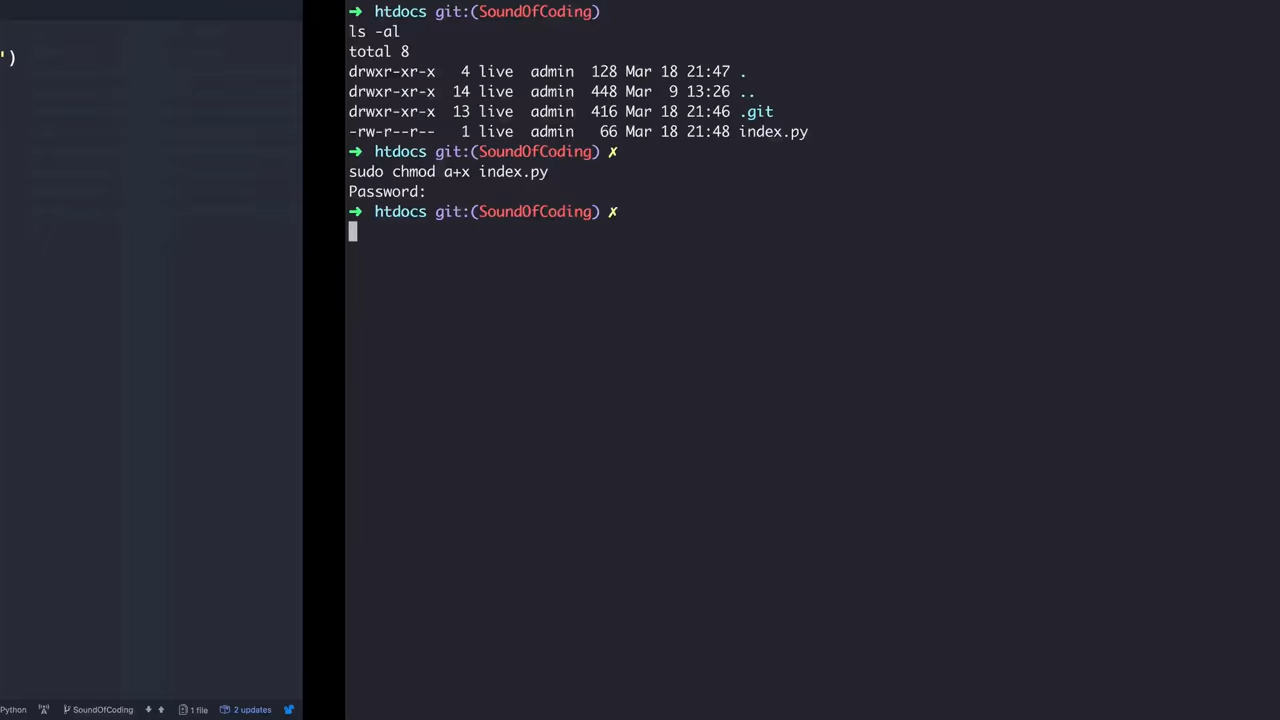 ')
➜  htdocs git:(SoundOfCoding)
ls -al
total 8
drwxr-xr-x   4 live  admin  128 Mar 18 21:47 .
drwxr-xr-x  14 live  admin  448 Mar  9 13:26 ..
drwxr-xr-x  13 live  admin  416 Mar 18 21:46 .git
-rw-r--r--   1 live  admin   66 Mar 18 21:48 index.py
➜  htdocs git:(SoundOfCoding) ✗
sudo chmod a+x index.py
Password:
➜  htdocs git:(SoundOfCoding) ✗
Python SoundOfCoding 1 file 2 updates